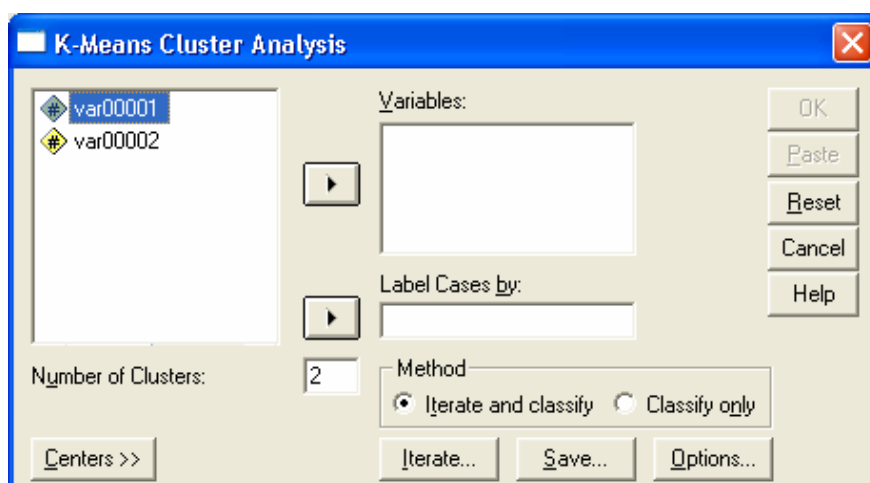 K-Means Cluster Analysis
# var00001
# var00002
Variables:
Label Cases by:
OK
Paste
Reset
Cancel
Help
Number of Clusters:
2
Method
Iterate and classify
Classify only
Centers >>
Iterate...
Save...
Options...